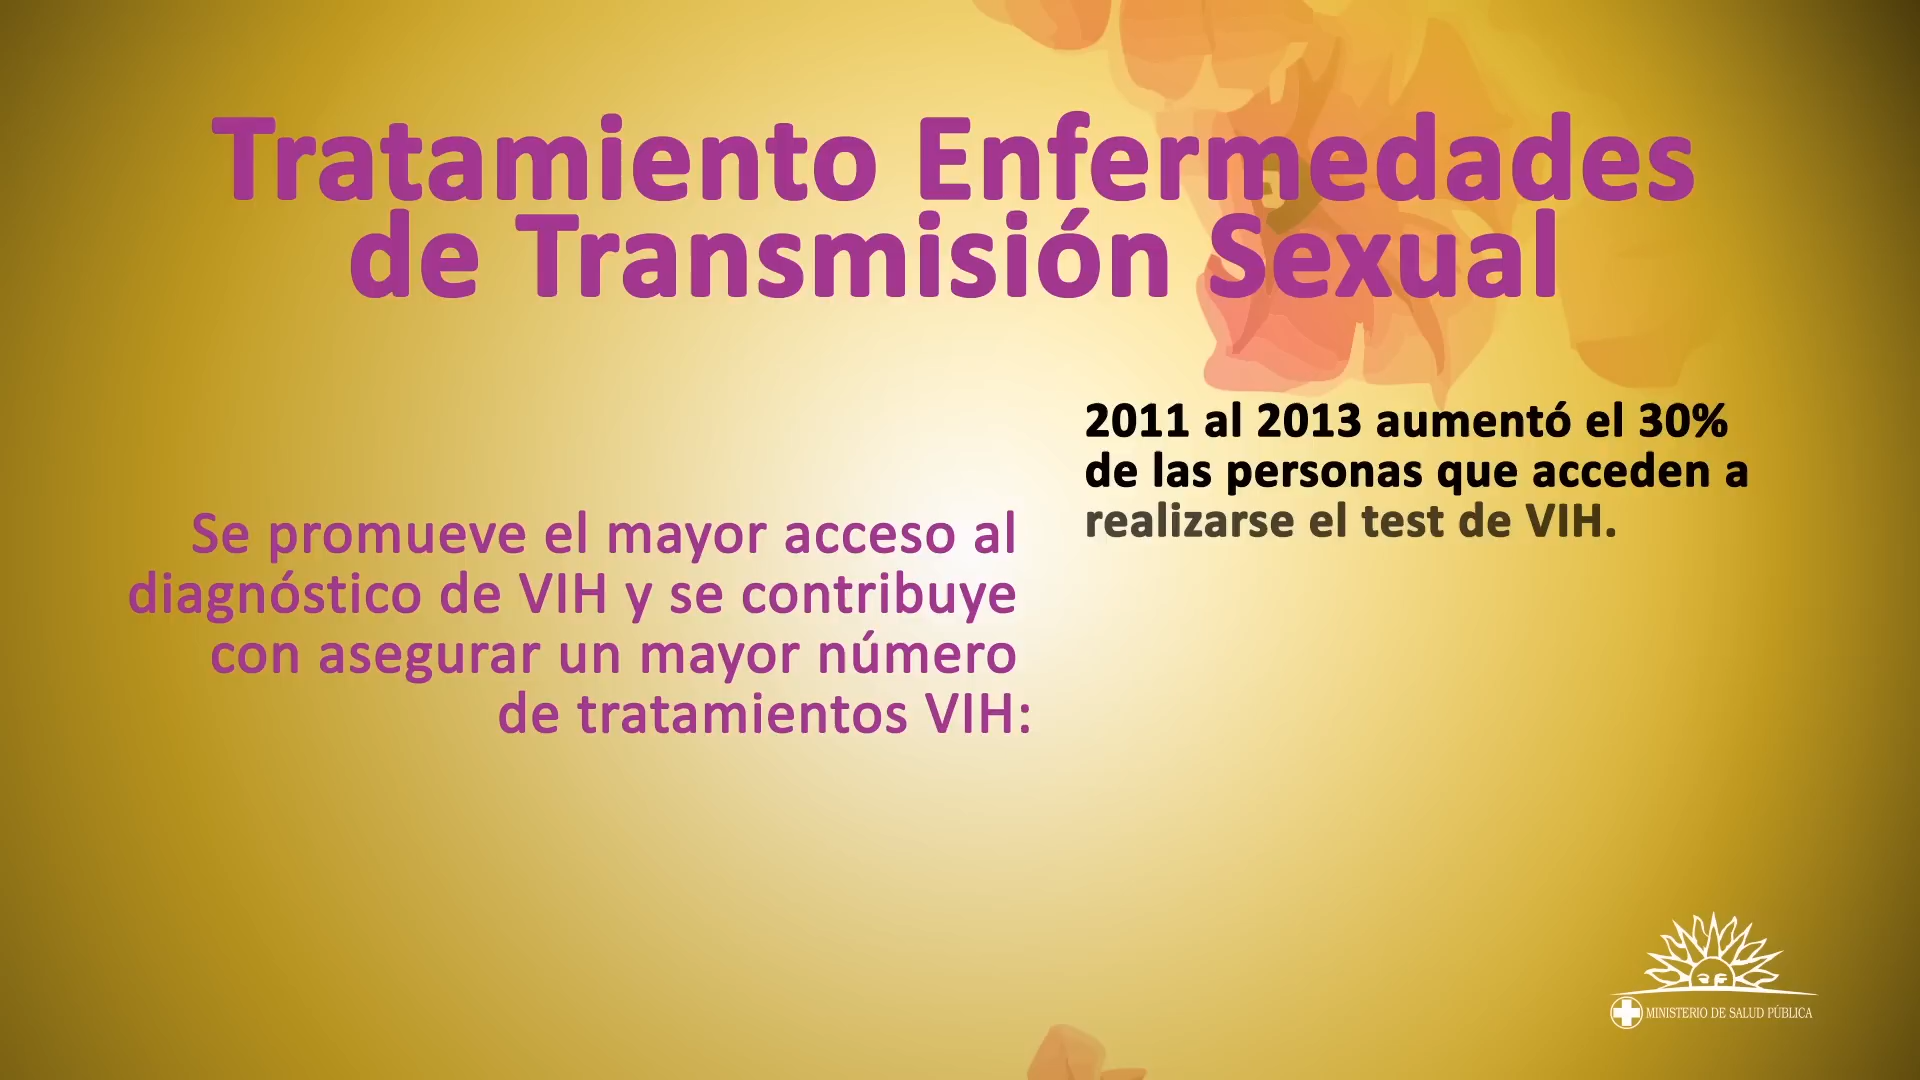 Tratamiento Enfermedades
de Transmisión Sexual
Se promueve el mayor acceso al
diagnóstico de VIH y se contribuye
con asegurar un mayor número
de tratamientos VIH:
2011 al 2013 aumentó el 30%
de las personas que acceden a
realizarse el test de VIH.
MINISTERIO DE SALUD PÚBLICA